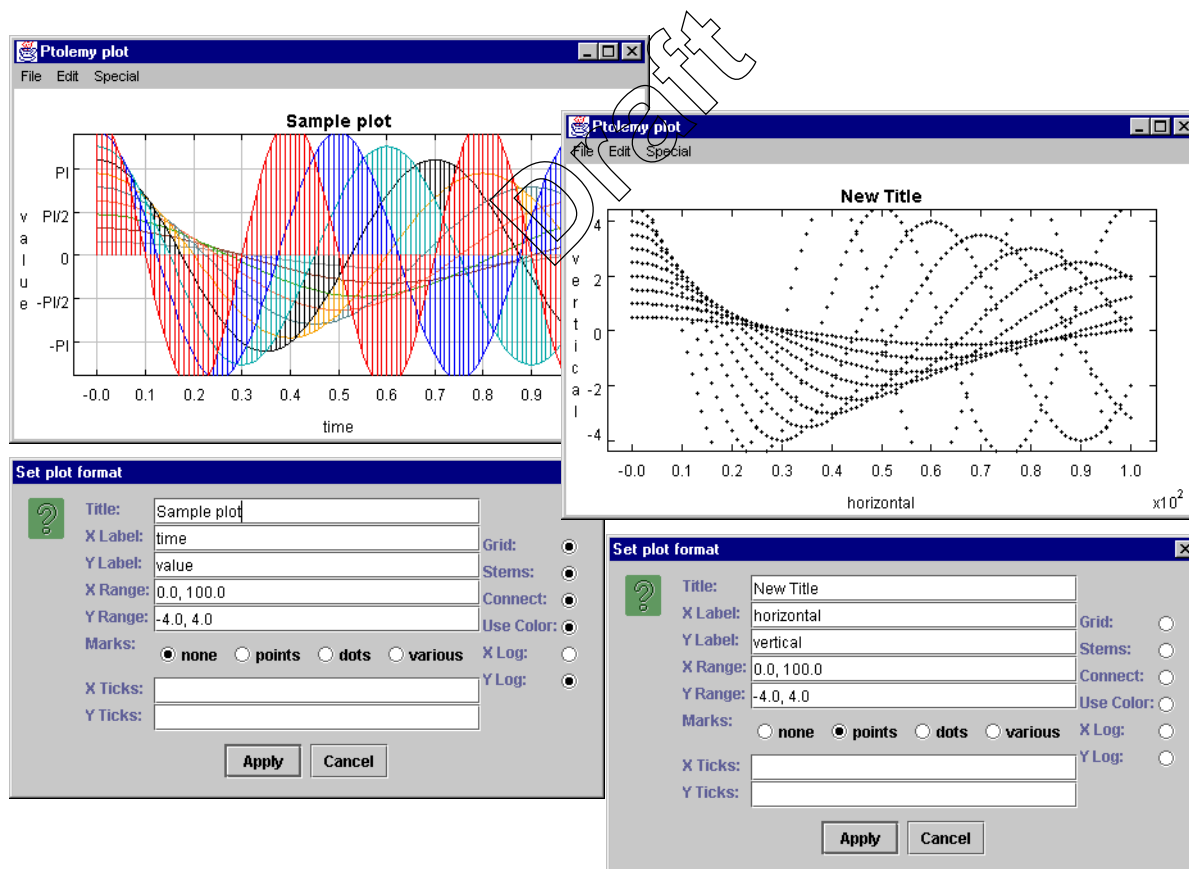 Draft
Ptolemy plot
File Edit Special
Sample plot
value
PI
PI/2
0
-PI/2
-PI
-0.0 0.1 0.2 0.3 0.4 0.5 0.6 0.7 0.8 0.9
time
Ptolemy plot
File Edit Special
New Title
vertical
4
2
0
-2
-4
-0.0 0.1 0.2 0.3 0.4 0.5 0.6 0.7 0.8 0.9 1.0
horizontal
x10^2
Set plot format
Title: Sample plot
X Label: time
Y Label: value
X Range: 0.0, 100.0
Y Range: -4.0, 4.0
Marks: none points dots various
X Ticks:
Y Ticks:
Grid:
Stems:
Connect:
Use Color:
X Log:
Y Log:
Apply Cancel
Set plot format
Title: New Title
X Label: horizontal
Y Label: vertical
X Range: 0.0, 100.0
Y Range: -4.0, 4.0
Marks: none points dots various
X Ticks:
Y Ticks:
Grid:
Stems:
Connect:
Use Color:
X Log:
Y Log:
Apply Cancel